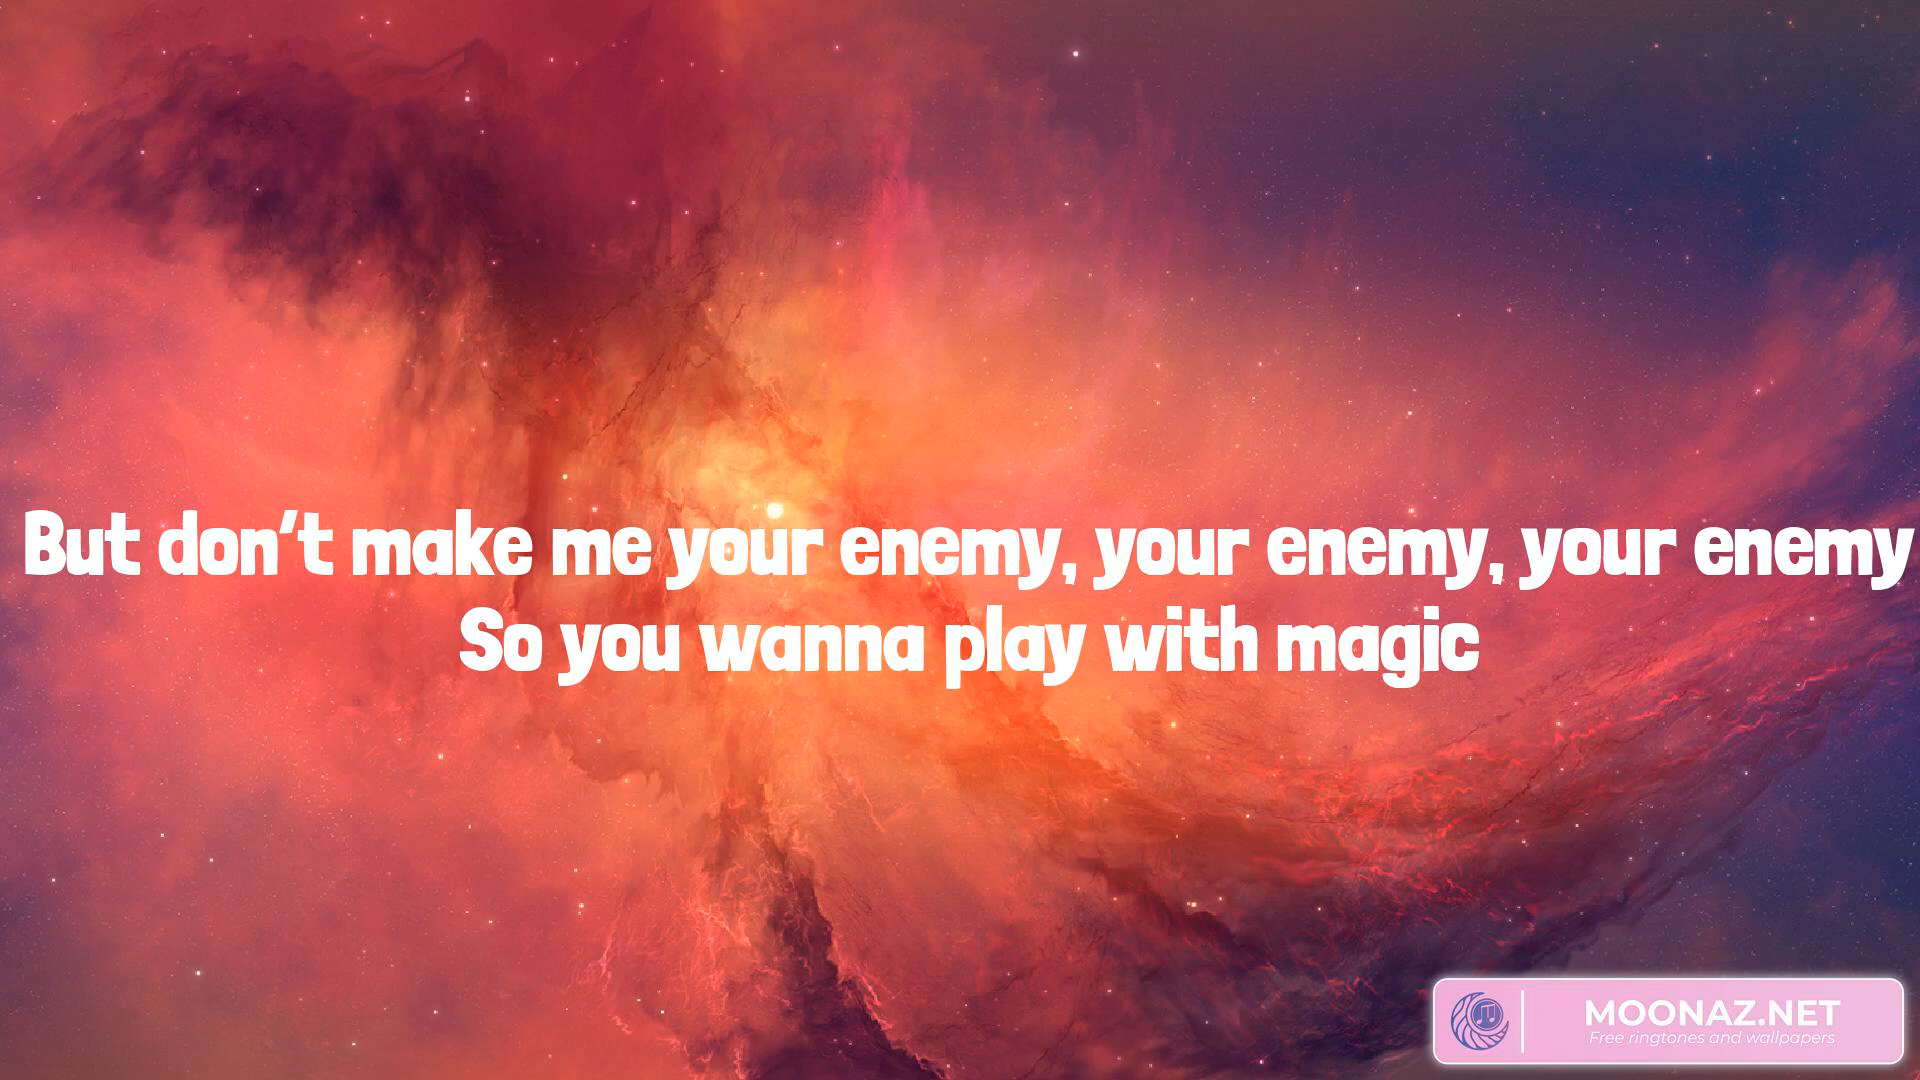 But don't make me your enemy, your enemy, your enemy
So you wanna play with magic
MOONAZ.NET
Free ringtones and wallpapers